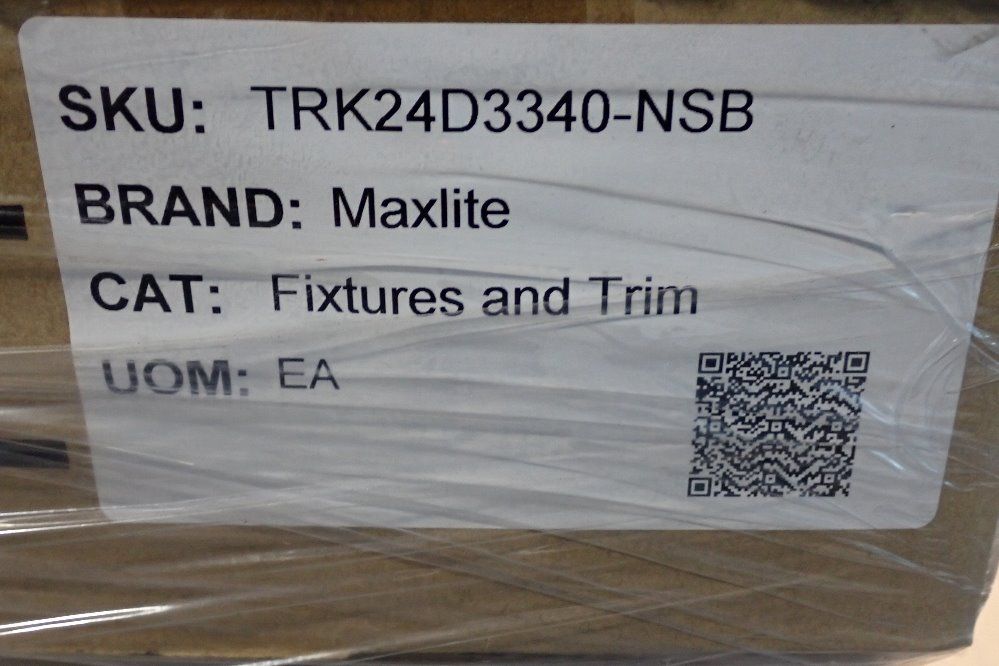 SKU: TRK24D3340-NSB
BRAND: Maxlite
CAT: Fixtures and Trim
UOM: EA